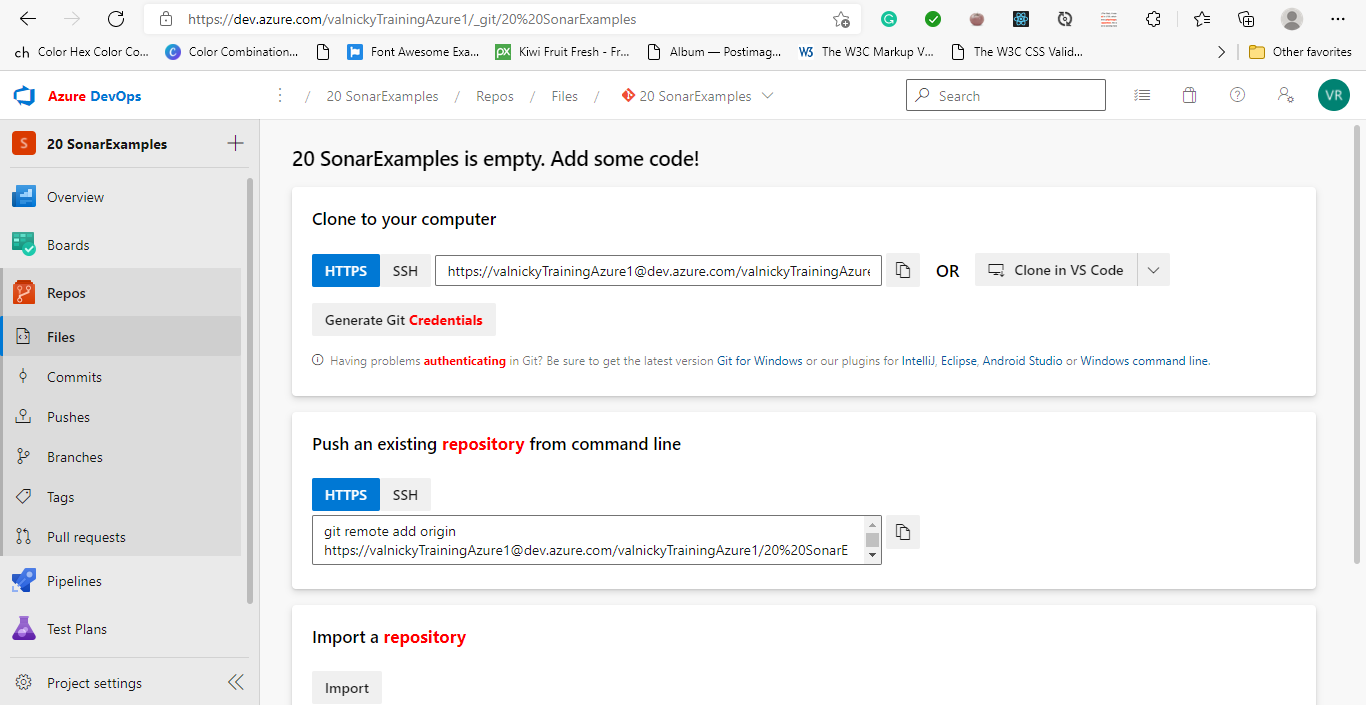 https://dev.azure.com/valnickyTrainingAzure1/_git/20%20SonarExamples
ch Color Hex Color Co... C Color Combination... Font Awesome Exa... px Kiwi Fruit Fresh - Fr... Album — Postimag... W3 The W3C Markup V... The W3C CSS Valid... Other favorites
Azure DevOps / 20 SonarExamples / Repos / Files / 20 SonarExamples Search VR
S 20 SonarExamples
Overview
Boards
Repos
Files
Commits
Pushes
Branches
Tags
Pull requests
Pipelines
Test Plans
Project settings
20 SonarExamples is empty. Add some code!
Clone to your computer
HTTPS SSH https://valnickyTrainingAzure1@dev.azure.com/valnickyTrainingAzure OR Clone in VS Code
Generate Git Credentials
Having problems authenticating in Git? Be sure to get the latest version Git for Windows or our plugins for IntelliJ, Eclipse, Android Studio or Windows command line.
Push an existing repository from command line
HTTPS SSH
git remote add origin
https://valnickyTrainingAzure1@dev.azure.com/valnickyTrainingAzure1/20%20SonarE
Import a repository
Import